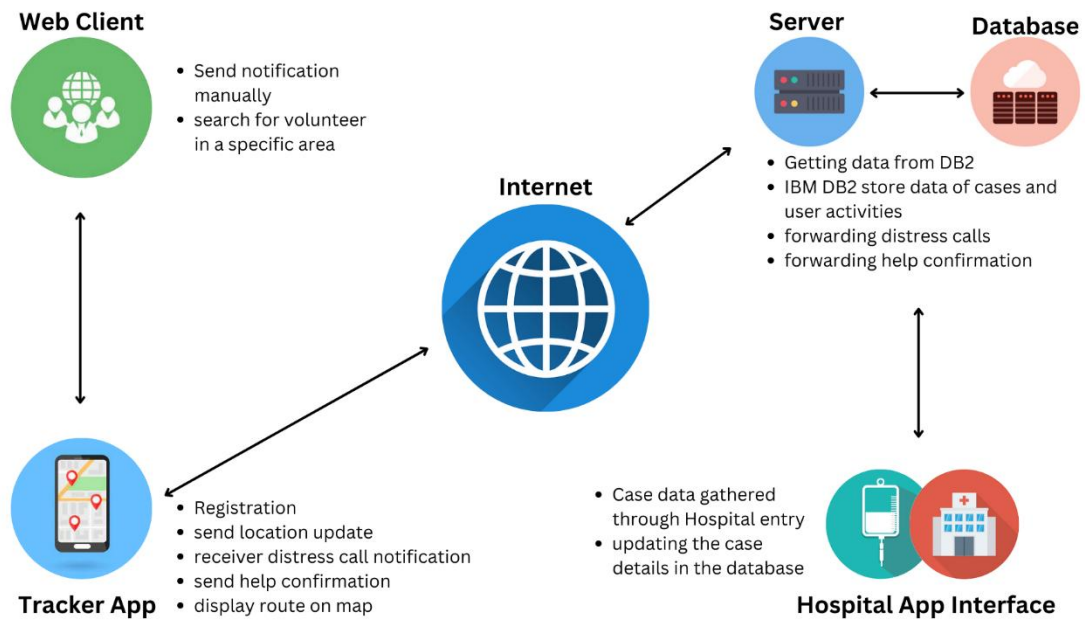 Web Client
• Send notification
manually
• search for volunteer
in a specific area
Server
Database
• Getting data from DB2
• IBM DB2 store data of cases and
user activities
• forwarding distress calls
• forwarding help confirmation
Internet
Tracker App
• Registration
• send location update
• receiver distress call notification
• send help confirmation
• display route on map
• Case data gathered
through Hospital entry
• updating the case
details in the database
Hospital App Interface